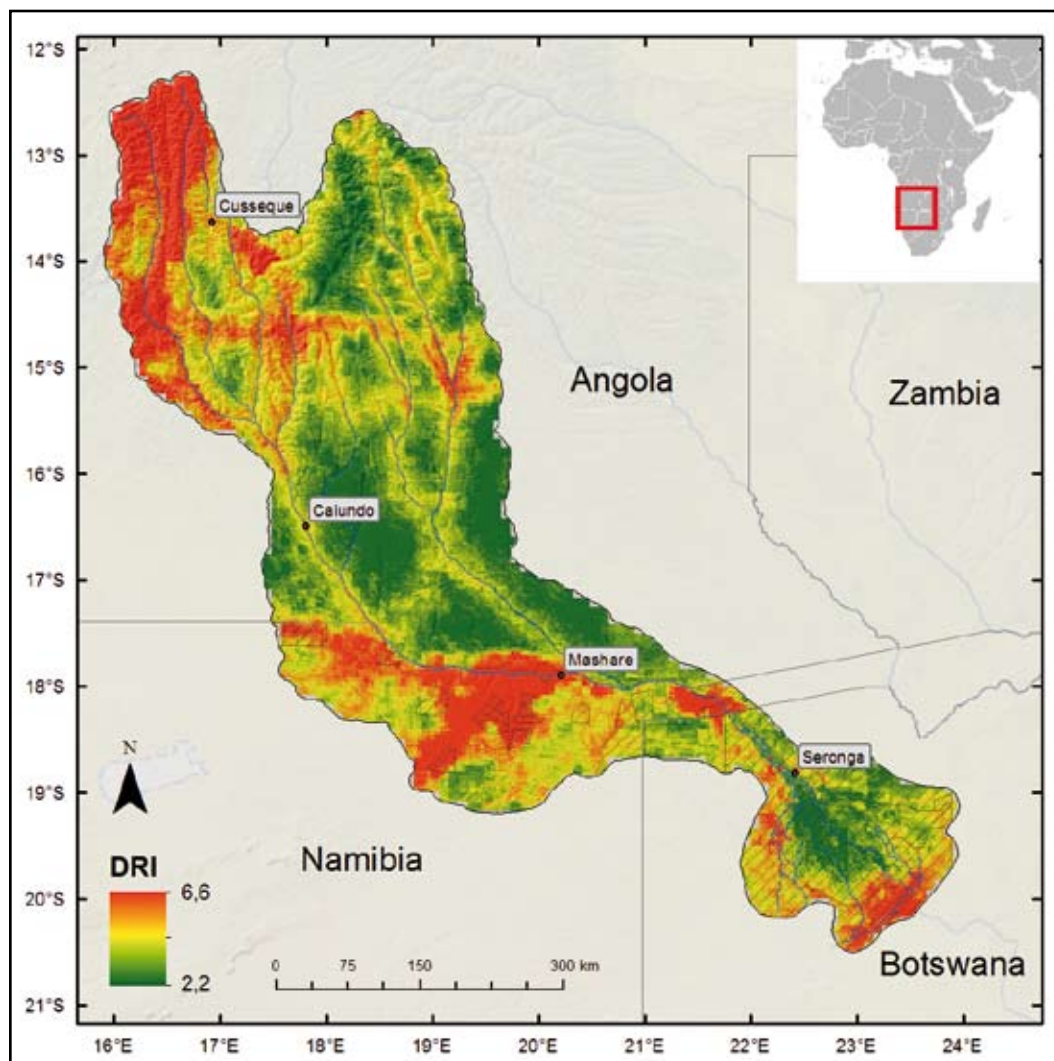 12°S
13°S
14°S
15°S
16°S
17°S
18°S
19°S
20°S
21°S
Cusseque
Angola
Zambia
Caiundo
Mashare
Seronga
N
Namibia
Botswana
DRI
6,6
2,2
0 75 150 300 km
16°E 17°E 18°E 19°E 20°E 21°E 22°E 23°E 24°E